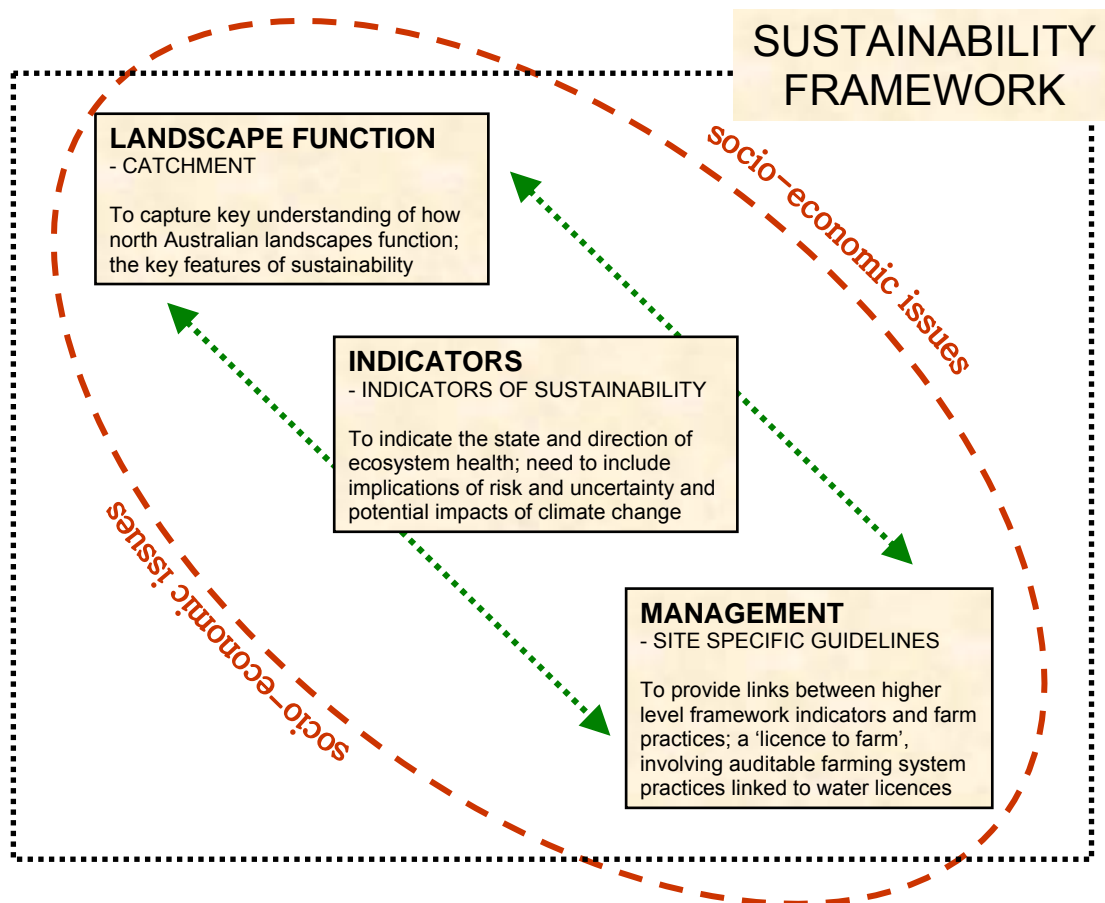 SUSTAINABILITY
FRAMEWORK
LANDSCAPE FUNCTION
- CATCHMENT
To capture key understanding of how
north Australian landscapes function;
the key features of sustainability
socio-economic issues
INDICATORS
- INDICATORS OF SUSTAINABILITY
To indicate the state and direction of
ecosystem health; need to include
implications of risk and uncertainty and
potential impacts of climate change
socio-economic issues
MANAGEMENT
- SITE SPECIFIC GUIDELINES
To provide links between higher
level framework indicators and farm
practices; a ‘licence to farm’,
involving auditable farming system
practices linked to water licences